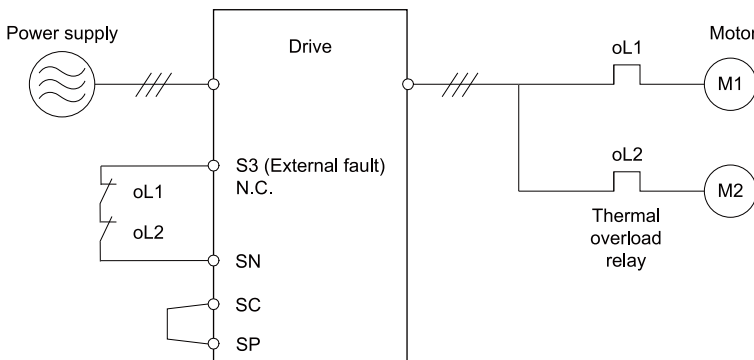 Power supply
Drive
oL1
Motor
M1
S3 (External fault)
N.C.
oL1
oL2
SN
SC
SP
oL2
M2
Thermal
overload
relay